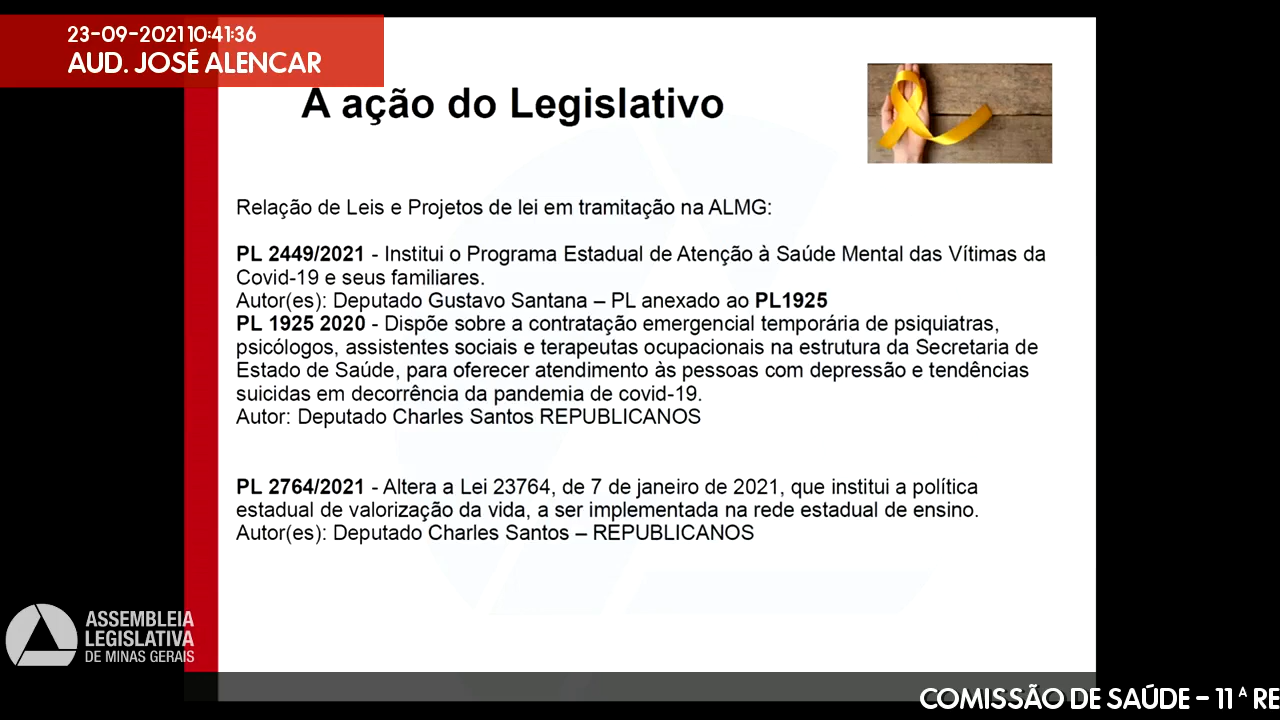 23-09-2021 10:41:36
AUD. JOSÉ ALENCAR
A ação do Legislativo
Relação de Leis e Projetos de lei em tramitação na ALMG:
PL 2449/2021 - Institui o Programa Estadual de Atenção à Saúde Mental das Vítimas da
Covid-19 e seus familiares.
Autor(es): Deputado Gustavo Santana – PL anexado ao PL1925
PL 1925 2020 - Dispõe sobre a contratação emergencial temporária de psiquiatras,
psicólogos, assistentes sociais e terapeutas ocupacionais na estrutura da Secretaria de
Estado de Saúde, para oferecer atendimento às pessoas com depressão e tendências
suicidas em decorrência da pandemia de covid-19.
Autor: Deputado Charles Santos REPUBLICANOS
PL 2764/2021 - Altera a Lei 23764, de 7 de janeiro de 2021, que institui a política
estadual de valorização da vida, a ser implementada na rede estadual de ensino.
Autor(es): Deputado Charles Santos – REPUBLICANOS
ASSEMBLEIA
LEGISLATIVA
DE MINAS GERAIS
COMISSÃO DE SAÚDE - 11ª RE